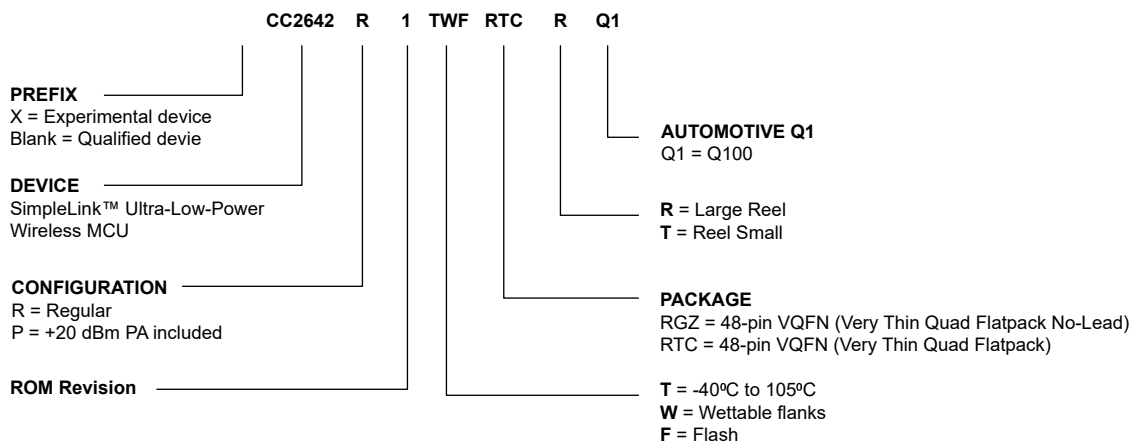 CC2642 R 1 TWF RTC R Q1
PREFIX
X = Experimental device
Blank = Qualified devie
DEVICE
SimpleLink™ Ultra-Low-Power
Wireless MCU
CONFIGURATION
R = Regular
P = +20 dBm PA included
ROM Revision
AUTOMOTIVE Q1
Q1 = Q100
R = Large Reel
T = Reel Small
PACKAGE
RGZ = 48-pin VQFN (Very Thin Quad Flatpack No-Lead)
RTC = 48-pin VQFN (Very Thin Quad Flatpack)
T = -40ºC to 105ºC
W = Wettable flanks
F = Flash